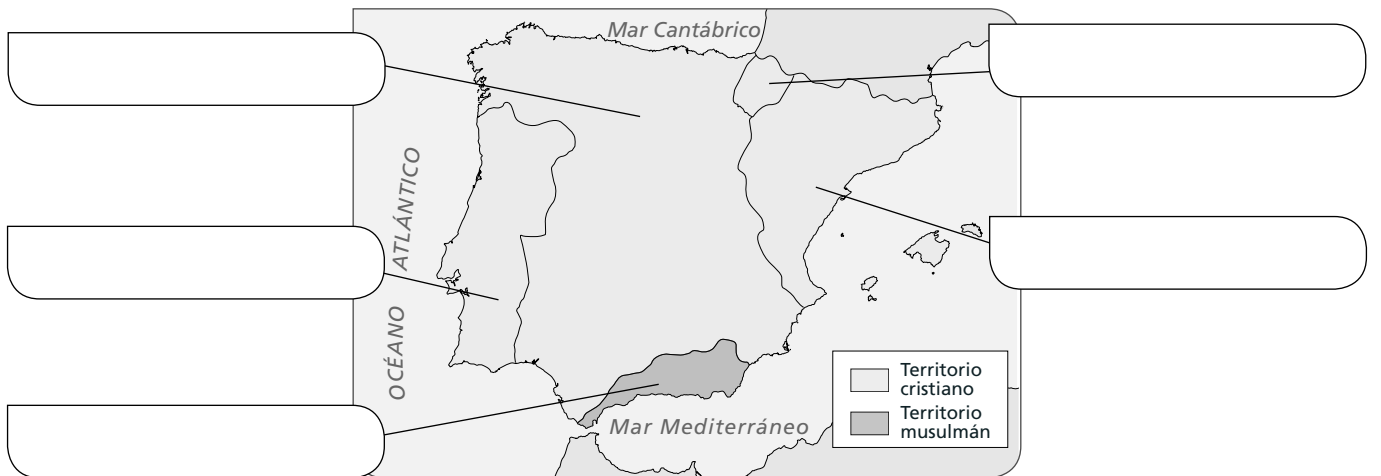 Mar Cantábrico
OCÉANO ATLÁNTICO
Mar Mediterráneo
Territorio
cristiano
Territorio
musulmán